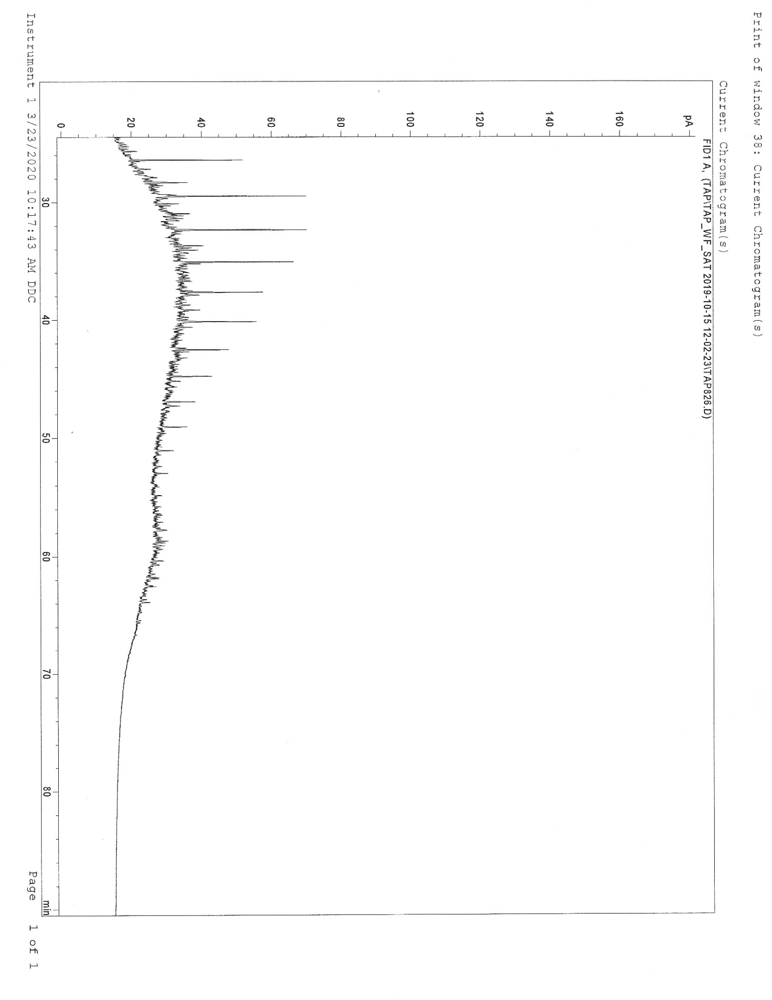 Print of window 38: Current Chromatogram(s)
Current Chromatogram(s)
FID1 A, (TAP\TAP_WF_SAT 2019-10-15 12-02-23\TAP826.D)
pA
160
140
120
100
80
60
40
20
0
30 40 50 60 70 80 min
Instrument 1 3/23/2020 10:17:43 AM DDC Page 1 of 1